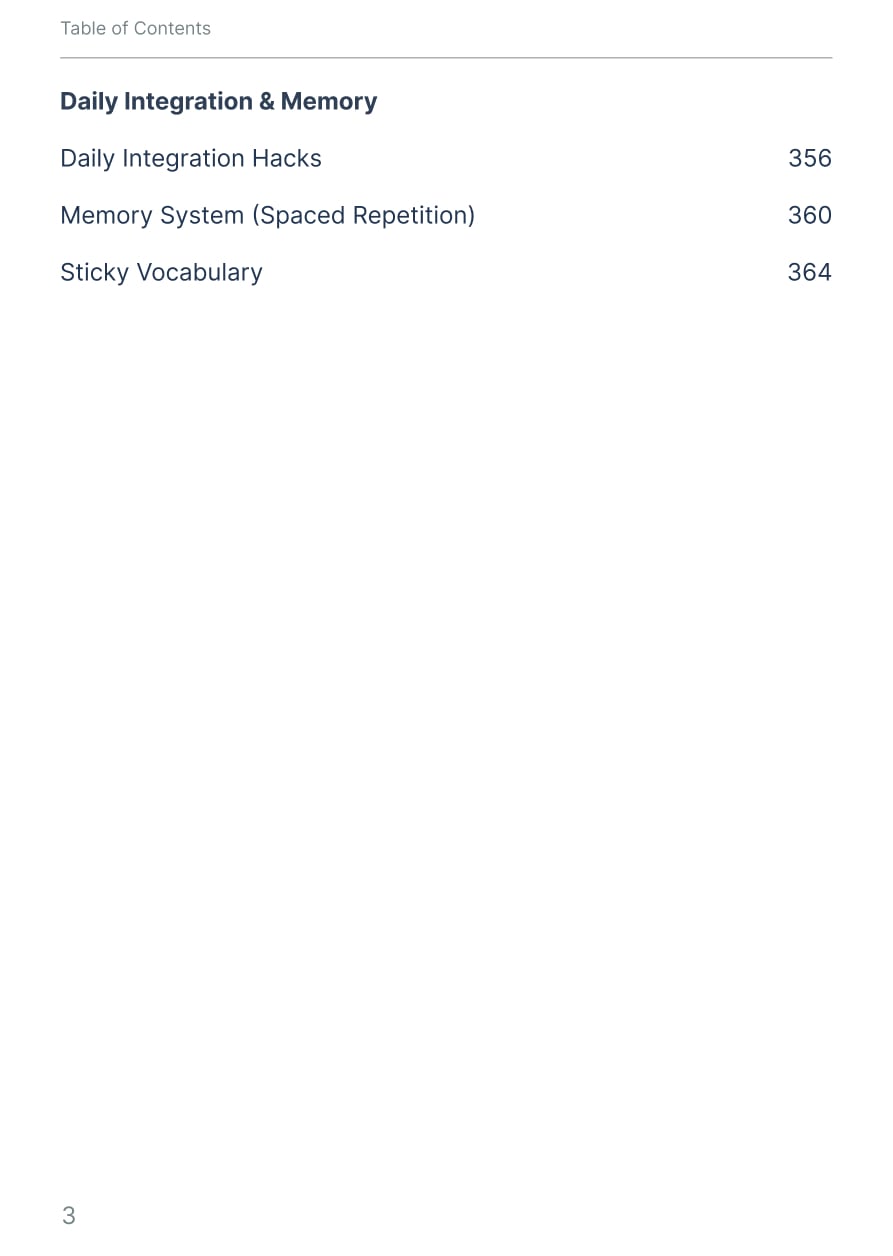 Table of Contents
Daily Integration & Memory
Daily Integration Hacks 356
Memory System (Spaced Repetition) 360
Sticky Vocabulary 364
3